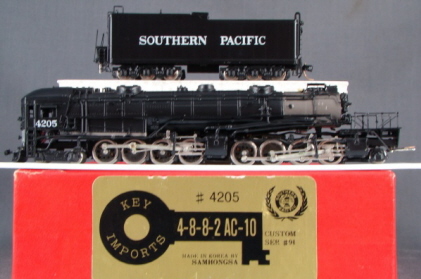 SOUTHERN PACIFIC
4205
KEY IMPORTS
# 4205
4-8-8-2 AC-10
CUSTOM
SER #91
MADE IN KOREA BY
SAMHONGSA